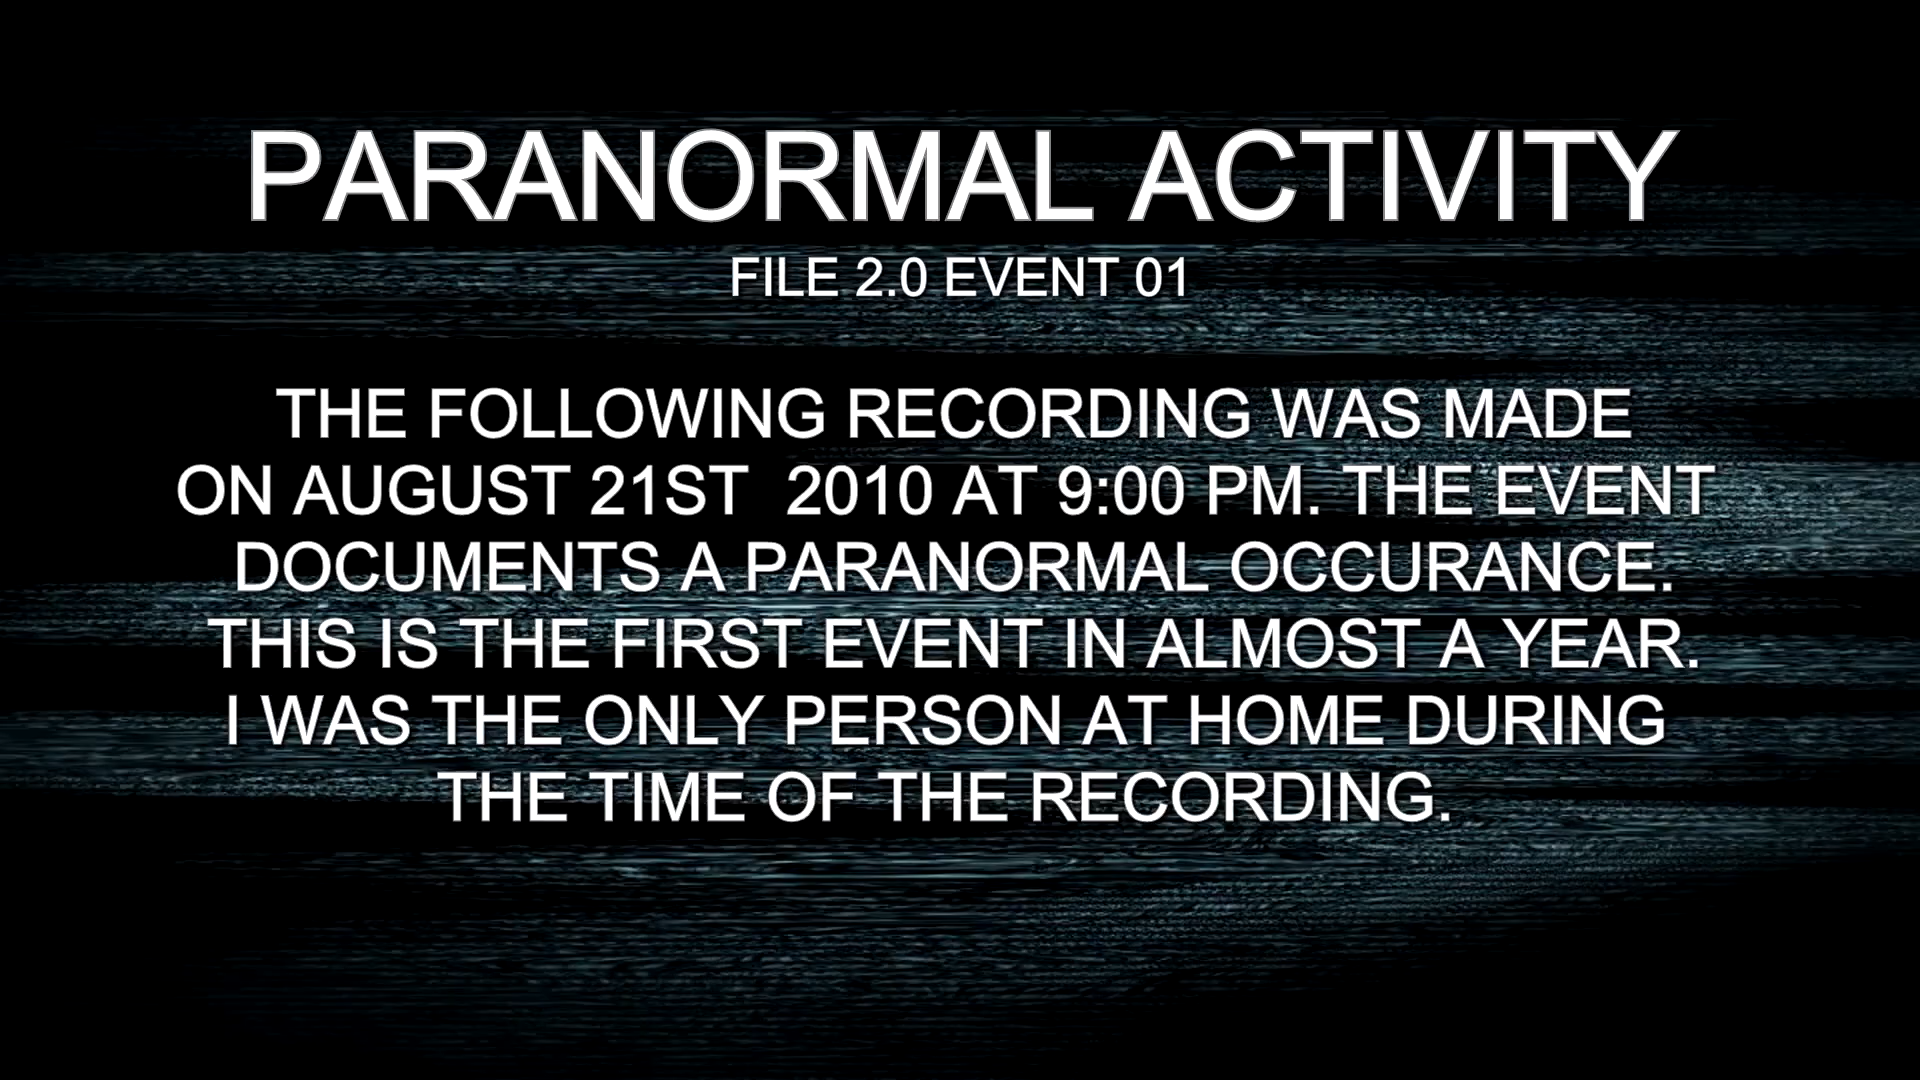 PARANORMAL ACTIVITY
FILE 2.0 EVENT 01
THE FOLLOWING RECORDING WAS MADE
ON AUGUST 21ST  2010 AT 9:00 PM. THE EVENT
DOCUMENTS A PARANORMAL OCCURANCE.
THIS IS THE FIRST EVENT IN ALMOST A YEAR.
I WAS THE ONLY PERSON AT HOME DURING
THE TIME OF THE RECORDING.